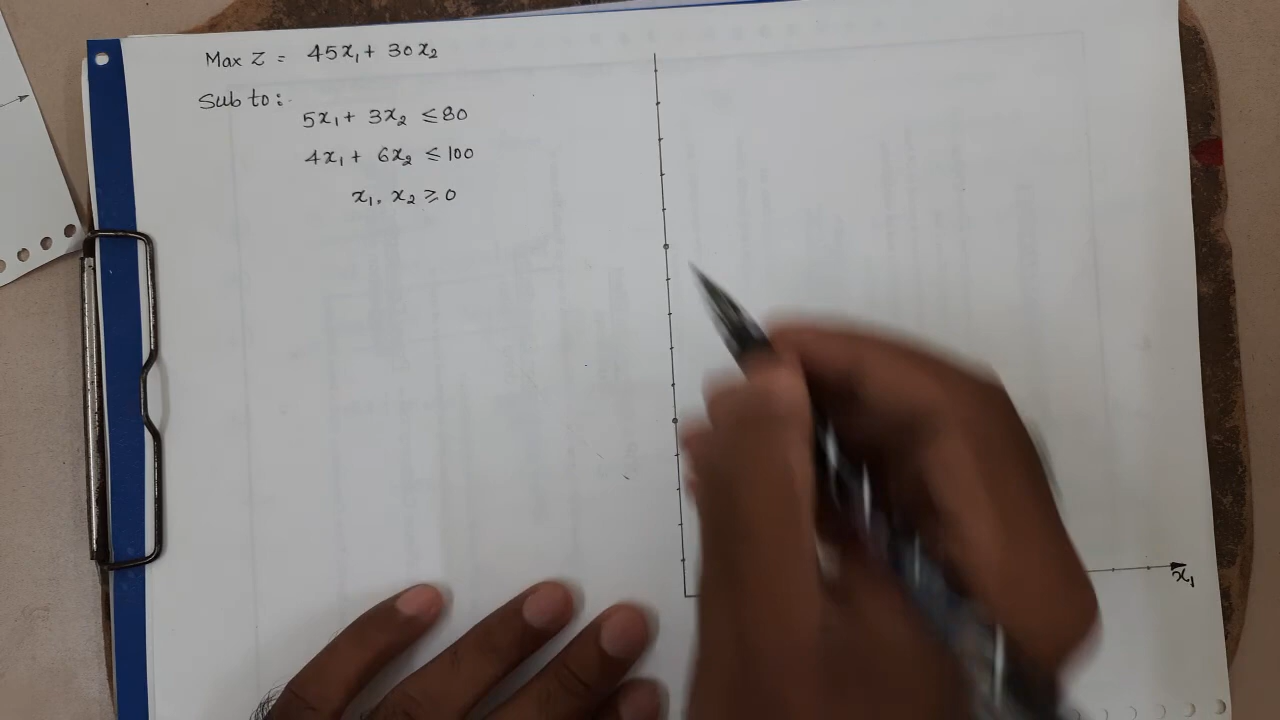 Max Z = 45x₁ + 30x₂
Sub to:
5x₁ + 3x₂ ≤ 80
4x₁ + 6x₂ ≤ 100
x₁, x₂ ≥ 0
x₁